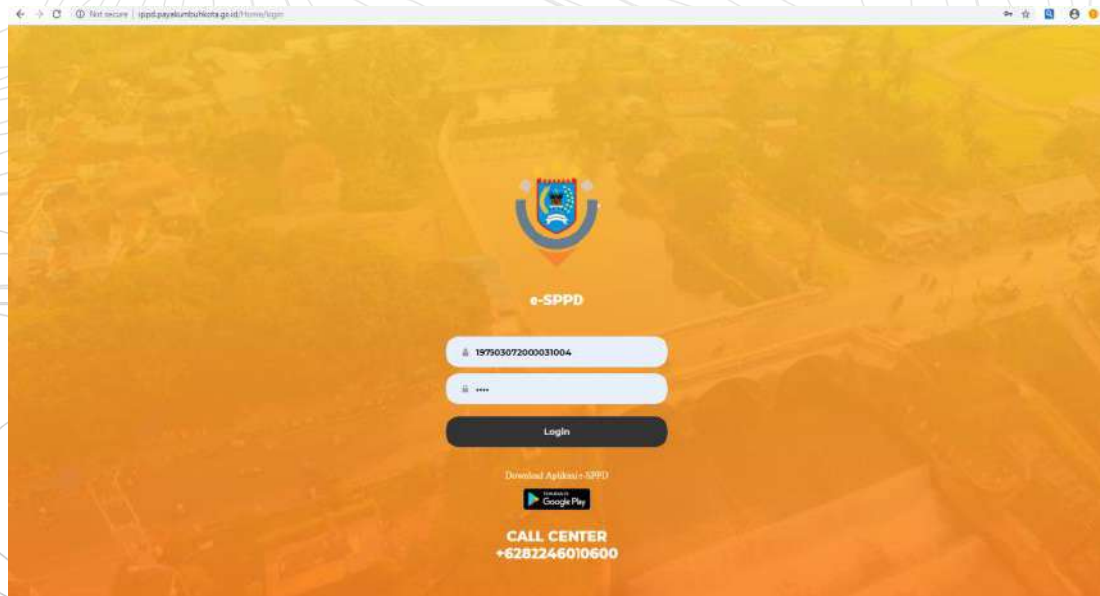 Not secure | sppd.payakumbuhkota.go.id/Home/login
e-SPPD
197503072000031004
••••
Login
Download Aplikasi e-SPPD
Google Play
CALL CENTER
+6282246010600